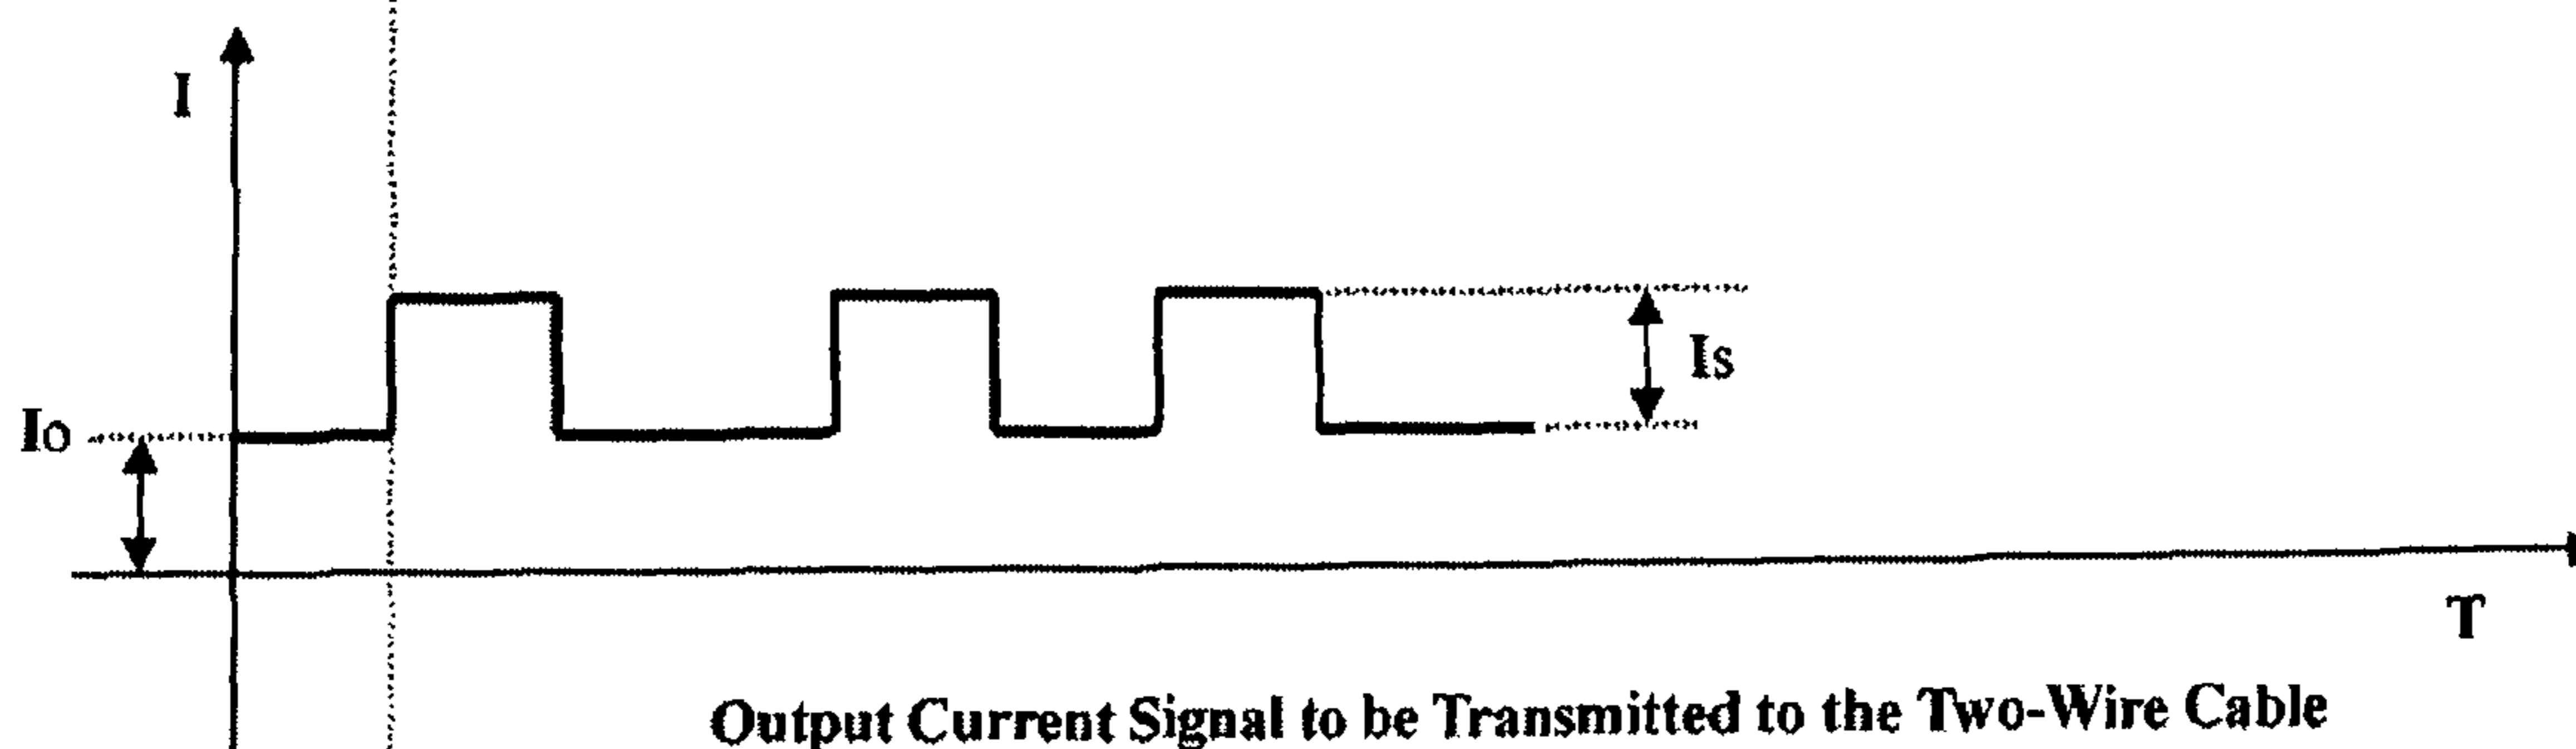 I
Is
Io
T
Output Current Signal to be Transmitted to the Two-Wire Cable